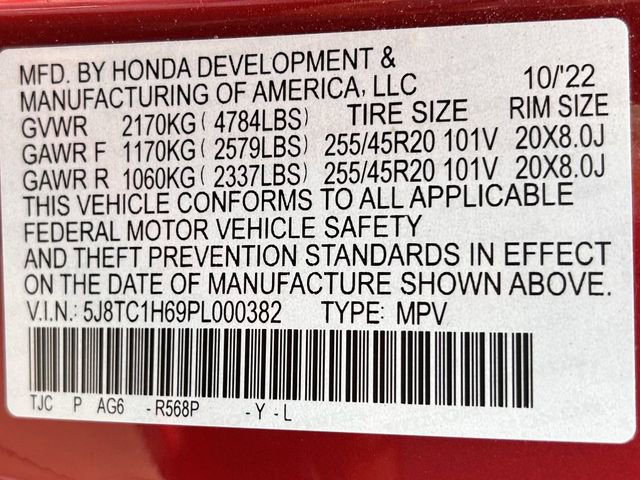 MFD. BY HONDA DEVELOPMENT &
MANUFACTURING OF AMERICA, LLC 10/'22
GVWR 2170KG ( 4784LBS) TIRE SIZE RIM SIZE
GAWR F 1170KG ( 2579LBS) 255/45R20 101V 20X8.0J
GAWR R 1060KG ( 2337LBS) 255/45R20 101V 20X8.0J
THIS VEHICLE CONFORMS TO ALL APPLICABLE
FEDERAL MOTOR VEHICLE SAFETY
AND THEFT PREVENTION STANDARDS IN EFFECT
ON THE DATE OF MANUFACTURE SHOWN ABOVE.
V.I.N.: 5J8TC1H69PL000382 TYPE: MPV
TJC P AG6 -R568P -Y-L